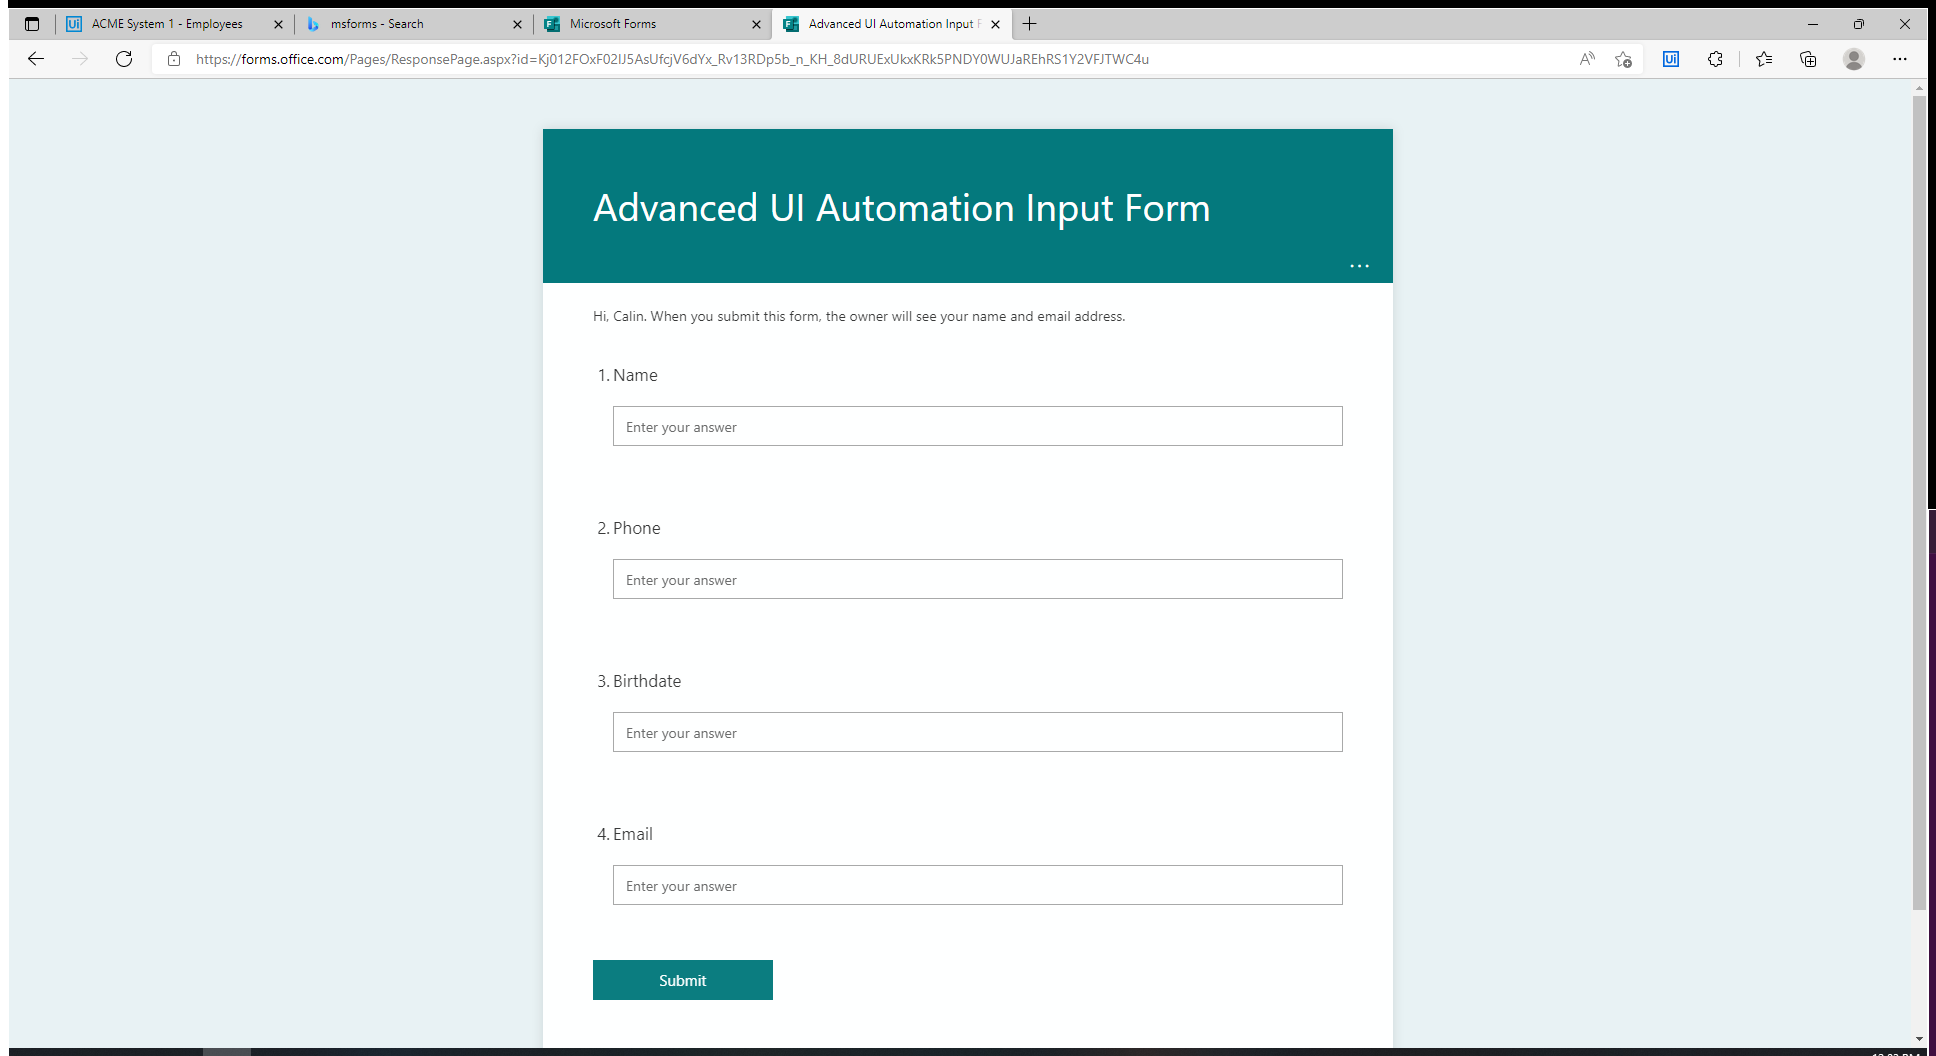 ACME System 1 - Employees
msforms - Search
Microsoft Forms
Advanced UI Automation Input F
https://forms.office.com/Pages/ResponsePage.aspx?id=Kj012FOxF02IJ5AsUfcjV6dYx_Rv13RDp5b_n_KH_8dURUExUkxKRk5PNDY0WUJaREhRS1Y2VFJTWC4u
Advanced UI Automation Input Form
Hi, Calin. When you submit this form, the owner will see your name and email address.
1. Name
Enter your answer
2. Phone
Enter your answer
3. Birthdate
Enter your answer
4. Email
Enter your answer
Submit